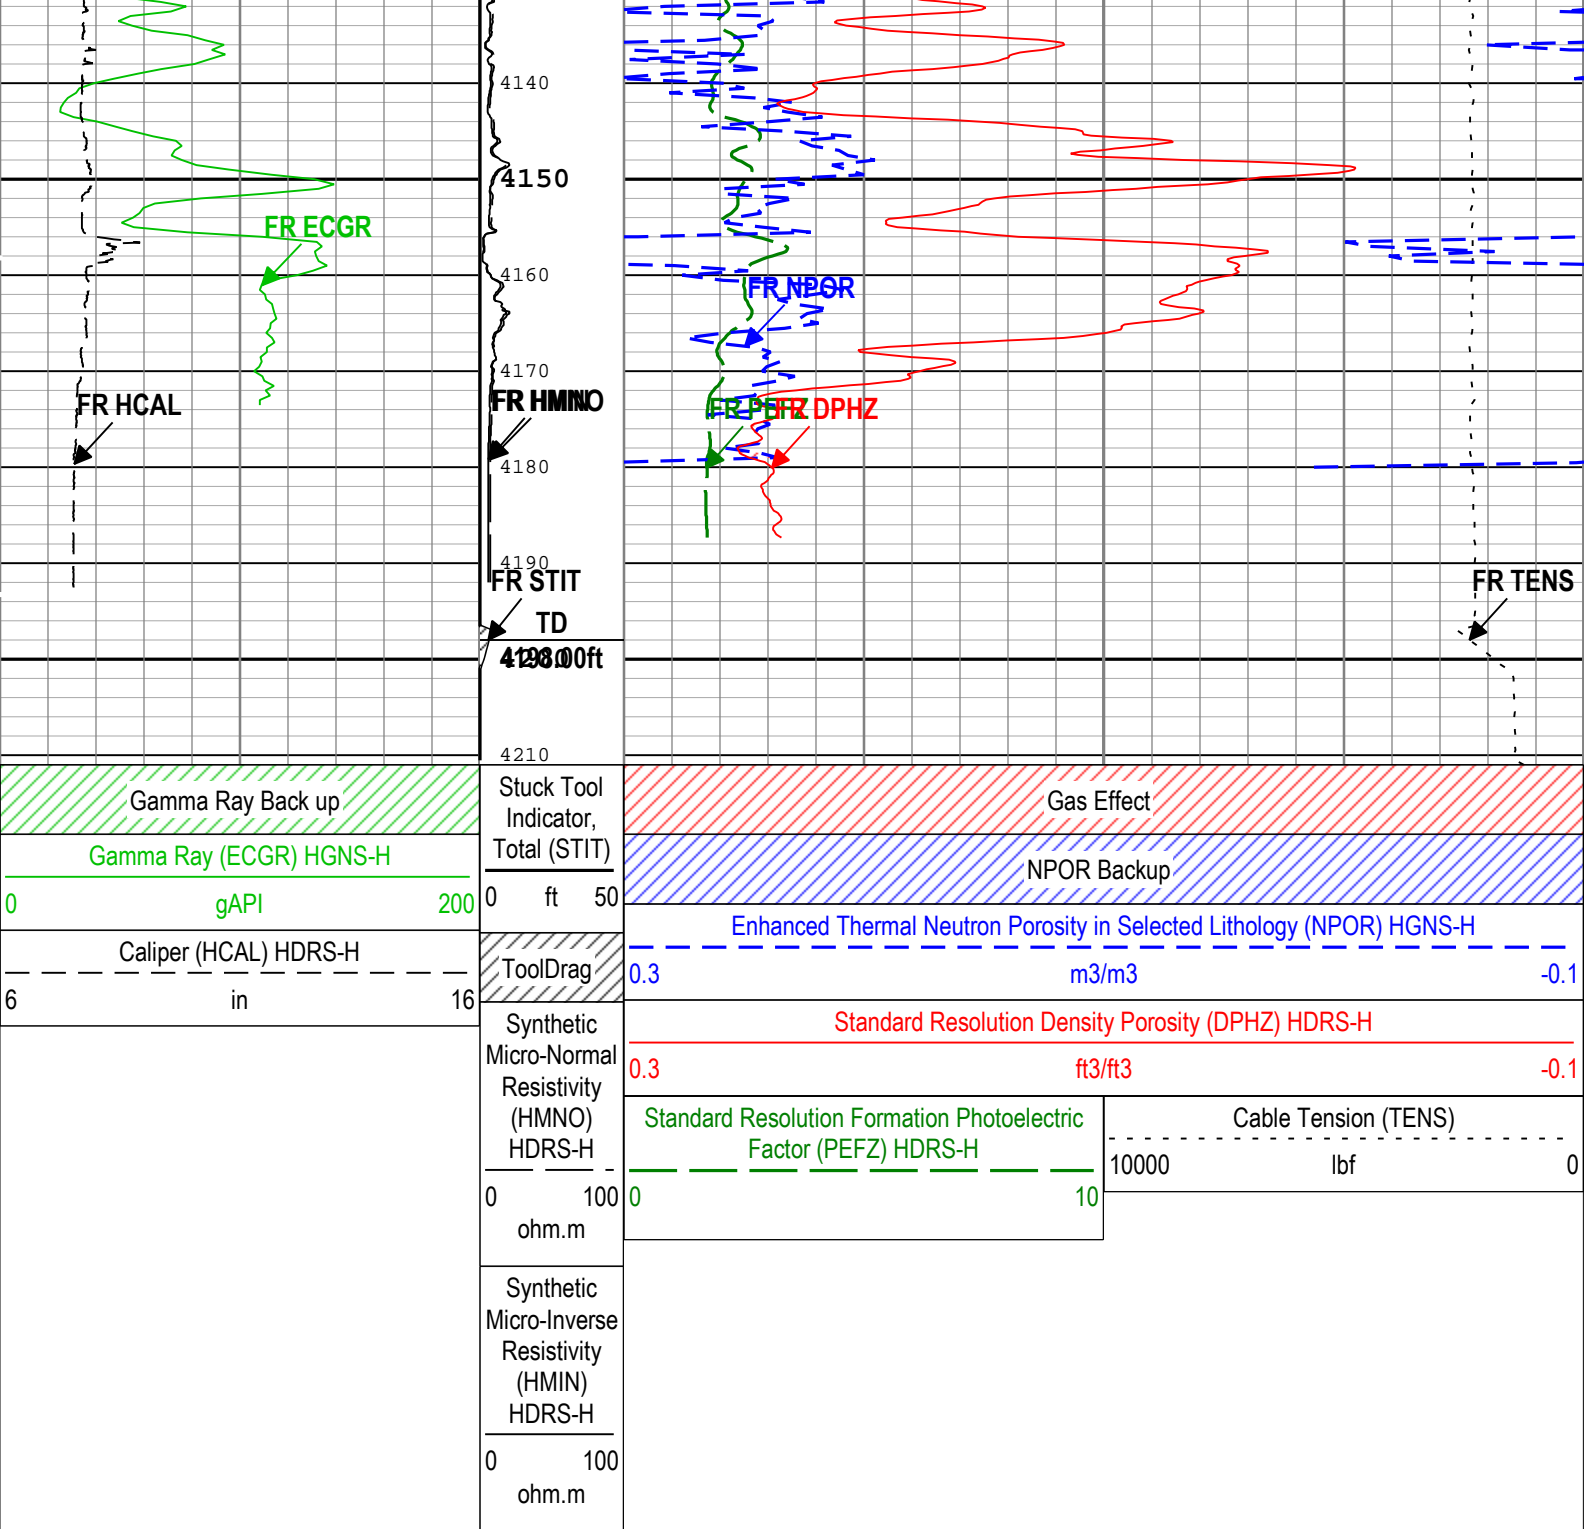 4140
4150
FR ECGR
4160
FR NPOR
4170
FR HCAL
FR HMNO
FR PEFZ
FR DPHZ
4180
4190
FR STIT
FR TENS
TD
4198.00ft
4210
Gamma Ray Back up
Gamma Ray (ECGR) HGNS-H
0 gAPI 200
Caliper (HCAL) HDRS-H
6 in 16
Stuck Tool
Indicator,
Total (STIT)
0 ft 50
ToolDrag
Synthetic
Micro-Normal
Resistivity
(HMNO)
HDRS-H
0 100
ohm.m
Synthetic
Micro-Inverse
Resistivity
(HMIN)
HDRS-H
0 100
ohm.m
Gas Effect
NPOR Backup
Enhanced Thermal Neutron Porosity in Selected Lithology (NPOR) HGNS-H
0.3 m3/m3 -0.1
Standard Resolution Density Porosity (DPHZ) HDRS-H
0.3 ft3/ft3 -0.1
Standard Resolution Formation Photoelectric
Factor (PEFZ) HDRS-H
0 10
Cable Tension (TENS)
10000 lbf 0